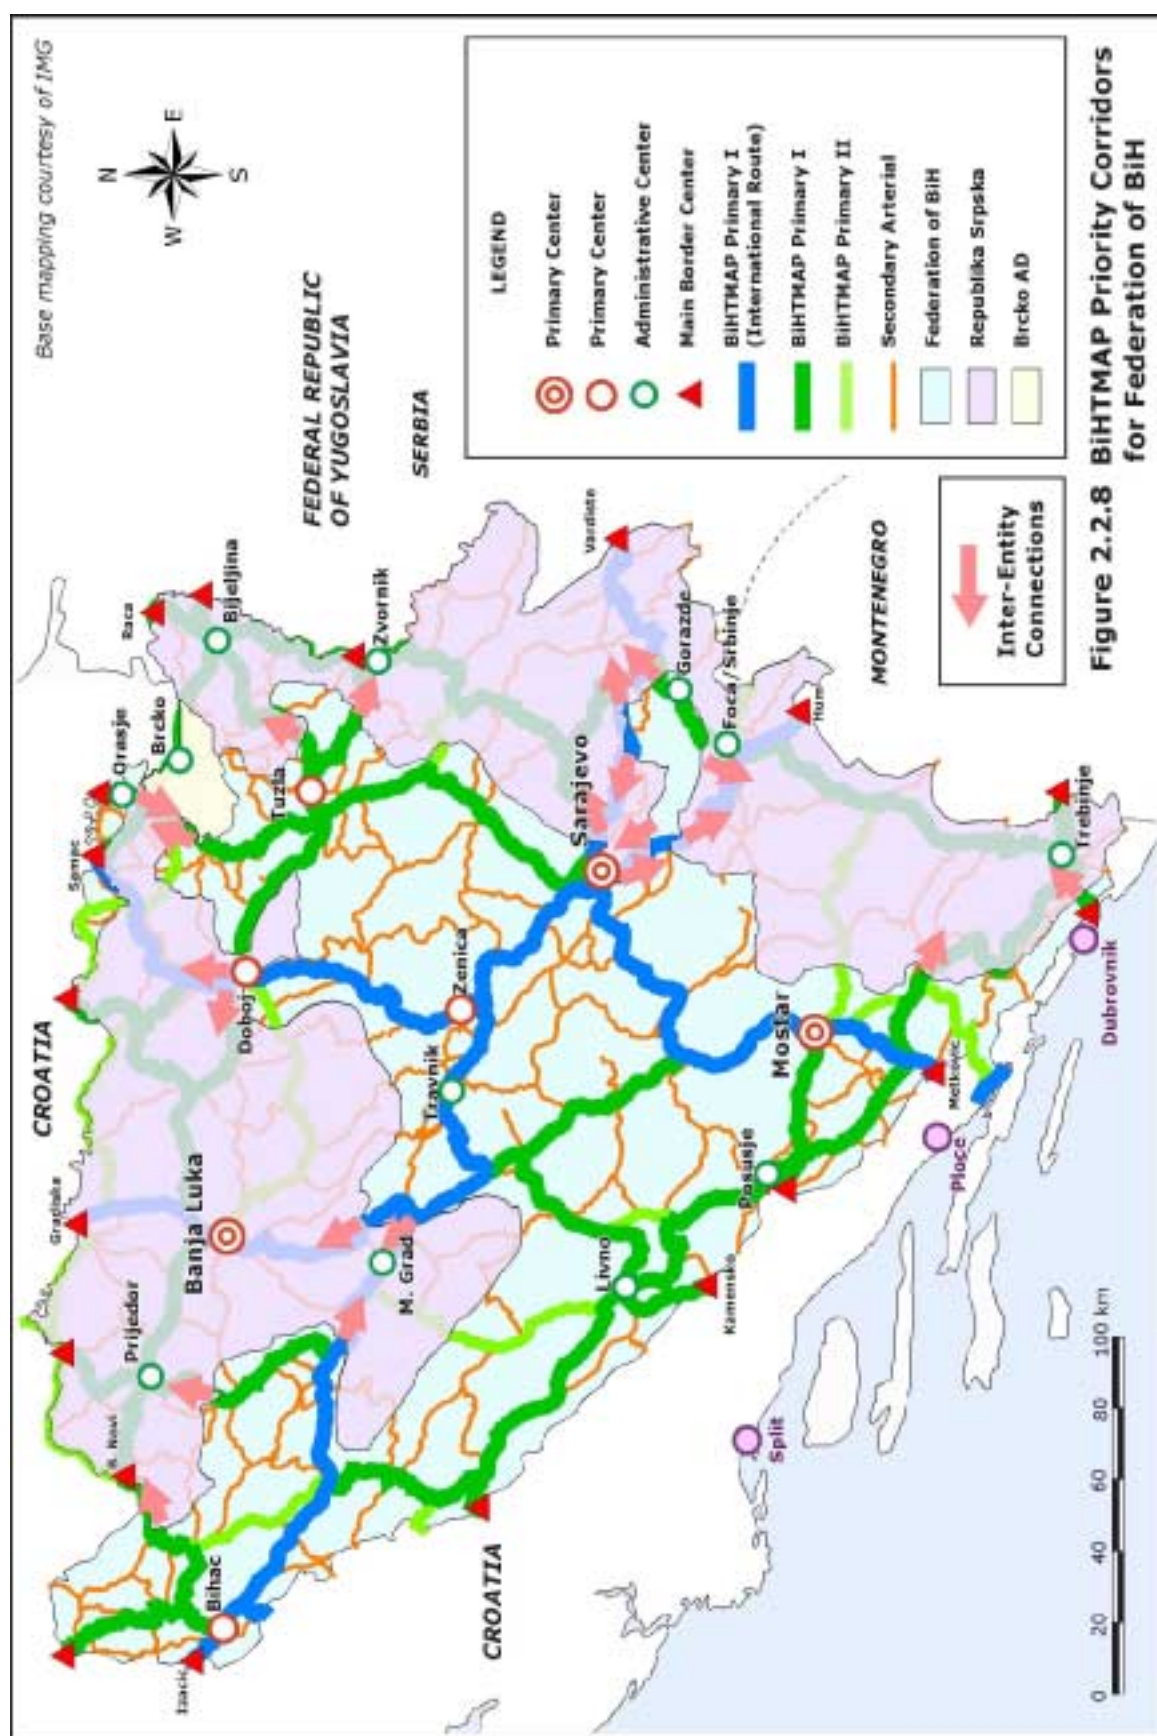 Base mapping courtesy of IMG
N
W
E
S
CROATIA
FEDERAL REPUBLIC
OF YUGOSLAVIA
SERBIA
MONTENEGRO
CROATIA
Izacic
Bihac
B. Novi
Prijedor
Gradiska
Banja Luka
M. Grad
Doboj
Samac
Orasje
Brcko
Raca
Bijeljina
Tuzla
Zvornik
Travnik
Zenica
Sarajevo
Vardiste
Gorazde
Foca/Srbinje
Hum
Livno
Kamensko
Posusje
Mostar
Metkovic
Trebinje
Split
Ploce
Dubrovnik
0
20
40
60
80
100 km
LEGEND
Primary Center
Primary Center
Administrative Center
Main Border Center
BiHTMAP Primary I
(International Route)
BiHTMAP Primary I
BiHTMAP Primary II
Secondary Arterial
Federation of BiH
Republika Srpska
Brcko AD
Inter-Entity
Connections
Figure 2.2.8 BiHTMAP Priority Corridors
for Federation of BiH